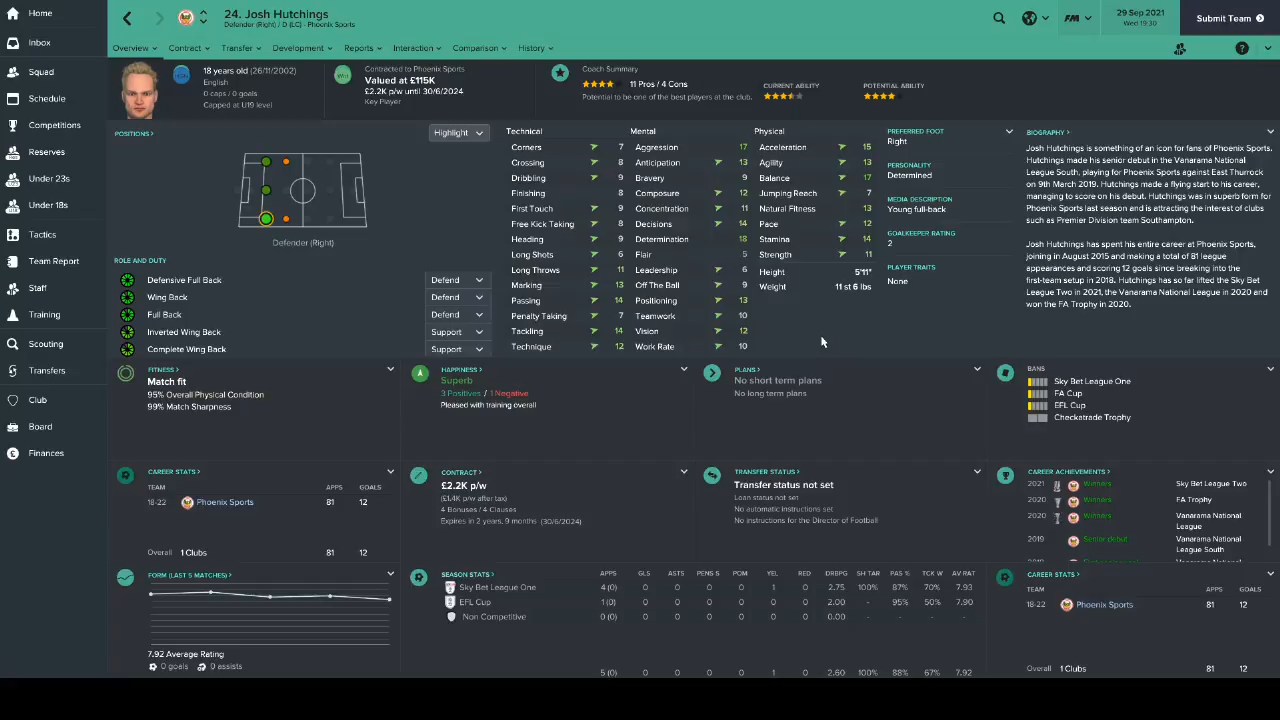 Home
Inbox
Squad
Schedule
Competitions
Reserves
Under 23s
Under 18s
Tactics
Team Report
Staff
Training
Scouting
Transfers
Club
Board
Finances
24. Josh Hutchings
Defender (Right) / D (LC) - Phoenix Sports
FM
29 Sep 2021
Wed 19:30
Submit Team
Overview Contract Transfer Development Reports Interaction Comparison History
18 years old (26/11/2002)
English
0 caps / 0 goals
Capped at U19 level
Wnt
Contracted to Phoenix Sports
Valued at £115K
£2.2K p/w until 30/6/2024
Key Player
Coach Summary
11 Pros / 4 Cons
Potential to be one of the best players at the club.
CURRENT ABILITY
POTENTIAL ABILITY
POSITIONS
Highlight
Defender (Right)
ROLE AND DUTY
Defensive Full Back Defend
Wing Back Defend
Full Back Defend
Inverted Wing Back Support
Complete Wing Back Support
Technical Mental Physical
Corners 7 Aggression 17 Acceleration 15
Crossing 8 Anticipation 13 Agility 13
Dribbling 9 Bravery 9 Balance 17
Finishing 8 Composure 12 Jumping Reach 7
First Touch 9 Concentration 11 Natural Fitness 13
Free Kick Taking 8 Decisions 14 Pace 12
Heading 9 Determination 18 Stamina 14
Long Shots 6 Flair 5 Strength 11
Long Throws 11 Leadership 6 Height 5'11"
Marking 13 Off The Ball 9 Weight 11 st 6 lbs
Passing 14 Positioning 13
Penalty Taking 7 Teamwork 10
Tackling 14 Vision 12
Technique 12 Work Rate 10
PREFERRED FOOT
Right
PERSONALITY
Determined
MEDIA DESCRIPTION
Young full-back
GOALKEEPER RATING
2
PLAYER TRAITS
None
BIOGRAPHY
Josh Hutchings is something of an icon for fans of Phoenix Sports.
Hutchings made his senior debut in the Vanarama National
League South, playing for Phoenix Sports against East Thurrock
on 9th March 2019. Hutchings made a flying start to his career,
managing to score on his debut. Hutchings was in superb form for
Phoenix Sports last season and is attracting the interest of clubs
such as Premier Division team Southampton.
Josh Hutchings has spent his entire career at Phoenix Sports,
joining in August 2015 and making a total of 81 league
appearances and scoring 12 goals since breaking into the
first-team setup in 2018. Hutchings has so far lifted the Sky Bet
League Two in 2021, the Vanarama National League in 2020 and
won the FA Trophy in 2020.
FITNESS
Match fit
95% Overall Physical Condition
99% Match Sharpness
HAPPINESS
Superb
3 Positives / 1 Negative
Pleased with training overall
PLANS
No short term plans
No long term plans
BANS
Sky Bet League One
FA Cup
EFL Cup
Checkatrade Trophy
CAREER STATS
TEAM APPS GOALS
18-22 Phoenix Sports 81 12
Overall 1 Clubs 81 12
CONTRACT
£2.2K p/w
(£1.4K p/w after tax)
4 Bonuses / 4 Clauses
Expires in 2 years, 9 months (30/6/2024)
TRANSFER STATUS
Transfer status not set
Loan status not set
No automatic instructions set
No instructions for the Director of Football
CAREER ACHIEVEMENTS
2021 Winners Sky Bet League Two
2020 Winners FA Trophy
2020 Winners Vanarama National
League
2019 Senior debut Vanarama National
League South
FORM (LAST 5 MATCHES)
7.92 Average Rating
0 goals 0 assists
SEASON STATS APPS GLS ASTS PENS S POM YEL RED DRBPG SH TAR PAS % TCK W AV RAT
Sky Bet League One 4 (0) 0 0 0 0 1 0 2.75 100% 87% 70% 7.93
EFL Cup 1 (0) 0 0 0 0 0 0 2.00 - 95% 50% 7.90
Non Competitive 0 (0) 0 0 0 0 0 0 0.00 - - - -
5 (0) 0 0 0 0 1 0 2.60 100% 88% 67% 7.92
CAREER STATS
TEAM APPS GOALS
18-22 Phoenix Sports 81 12
Overall 1 Clubs 81 12